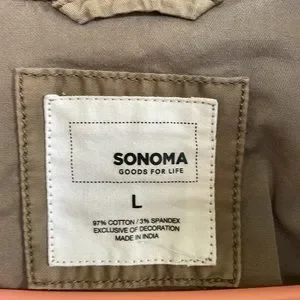 SONOMA
GOODS FOR LIFE
L
97% COTTON / 3% SPANDEX
EXCLUSIVE OF DECORATION
MADE IN INDIA